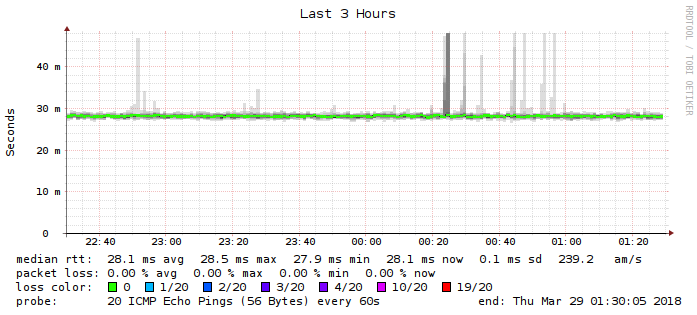 Last 3 Hours
RRDTOOL / TOBI OETIKER
Seconds
40 m
30 m
20 m
10 m
0
22:40 23:00 23:20 23:40 00:00 00:20 00:40 01:00 01:20
median rtt: 28.1 ms avg 28.5 ms max 27.9 ms min 28.1 ms now 0.1 ms sd 239.2 am/s
packet loss: 0.00 % avg 0.00 % max 0.00 % min 0.00 % now
loss color: 0 1/20 2/20 3/20 4/20 10/20 19/20
probe: 20 ICMP Echo Pings (56 Bytes) every 60s end: Thu Mar 29 01:30:05 2018